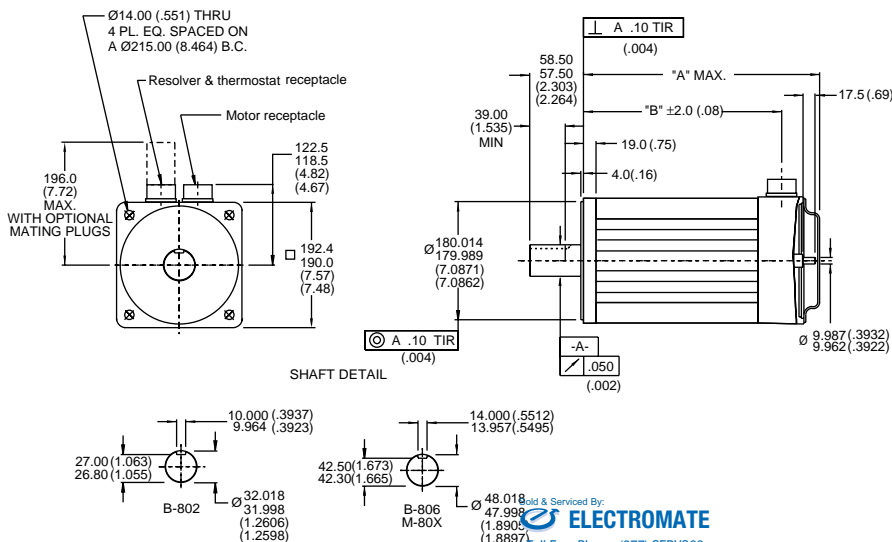 Ø14.00 (.551) THRU
4 PL. EQ. SPACED ON
A Ø215.00 (8.464) B.C.
Resolver & thermostat receptacle
Motor receptacle
196.0
(7.72)
MAX.
WITH OPTIONAL
MATING PLUGS
122.5
118.5
(4.82)
(4.67)
□ 192.4
190.0
(7.57)
(7.48)
⊥ A .10 TIR
(.004)
58.50
57.50
(2.303)
(2.264)
39.00
(1.535)
MIN
"A" MAX.
"B" ±2.0 (.08)
17.5 (.69)
19.0 (.75)
4.0 (.16)
Ø 180.014
179.989
(7.0871)
(7.0862)
◎ A .10 TIR
(.004)
-A-
↗ .050
(.002)
Ø 9.987 (.3932)
9.962 (.3922)
SHAFT DETAIL
10.000 (.3937)
9.964 (.3923)
27.00 (1.063)
26.80 (1.055)
Ø 32.018
31.998
(1.2606)
(1.2598)
B-802
14.000 (.5512)
13.957 (.5495)
42.50 (1.673)
42.30 (1.665)
Ø 48.018
47.998
(1.8905)
(1.8897)
B-806
M-80X
Sold & Serviced By:
ELECTROMATE